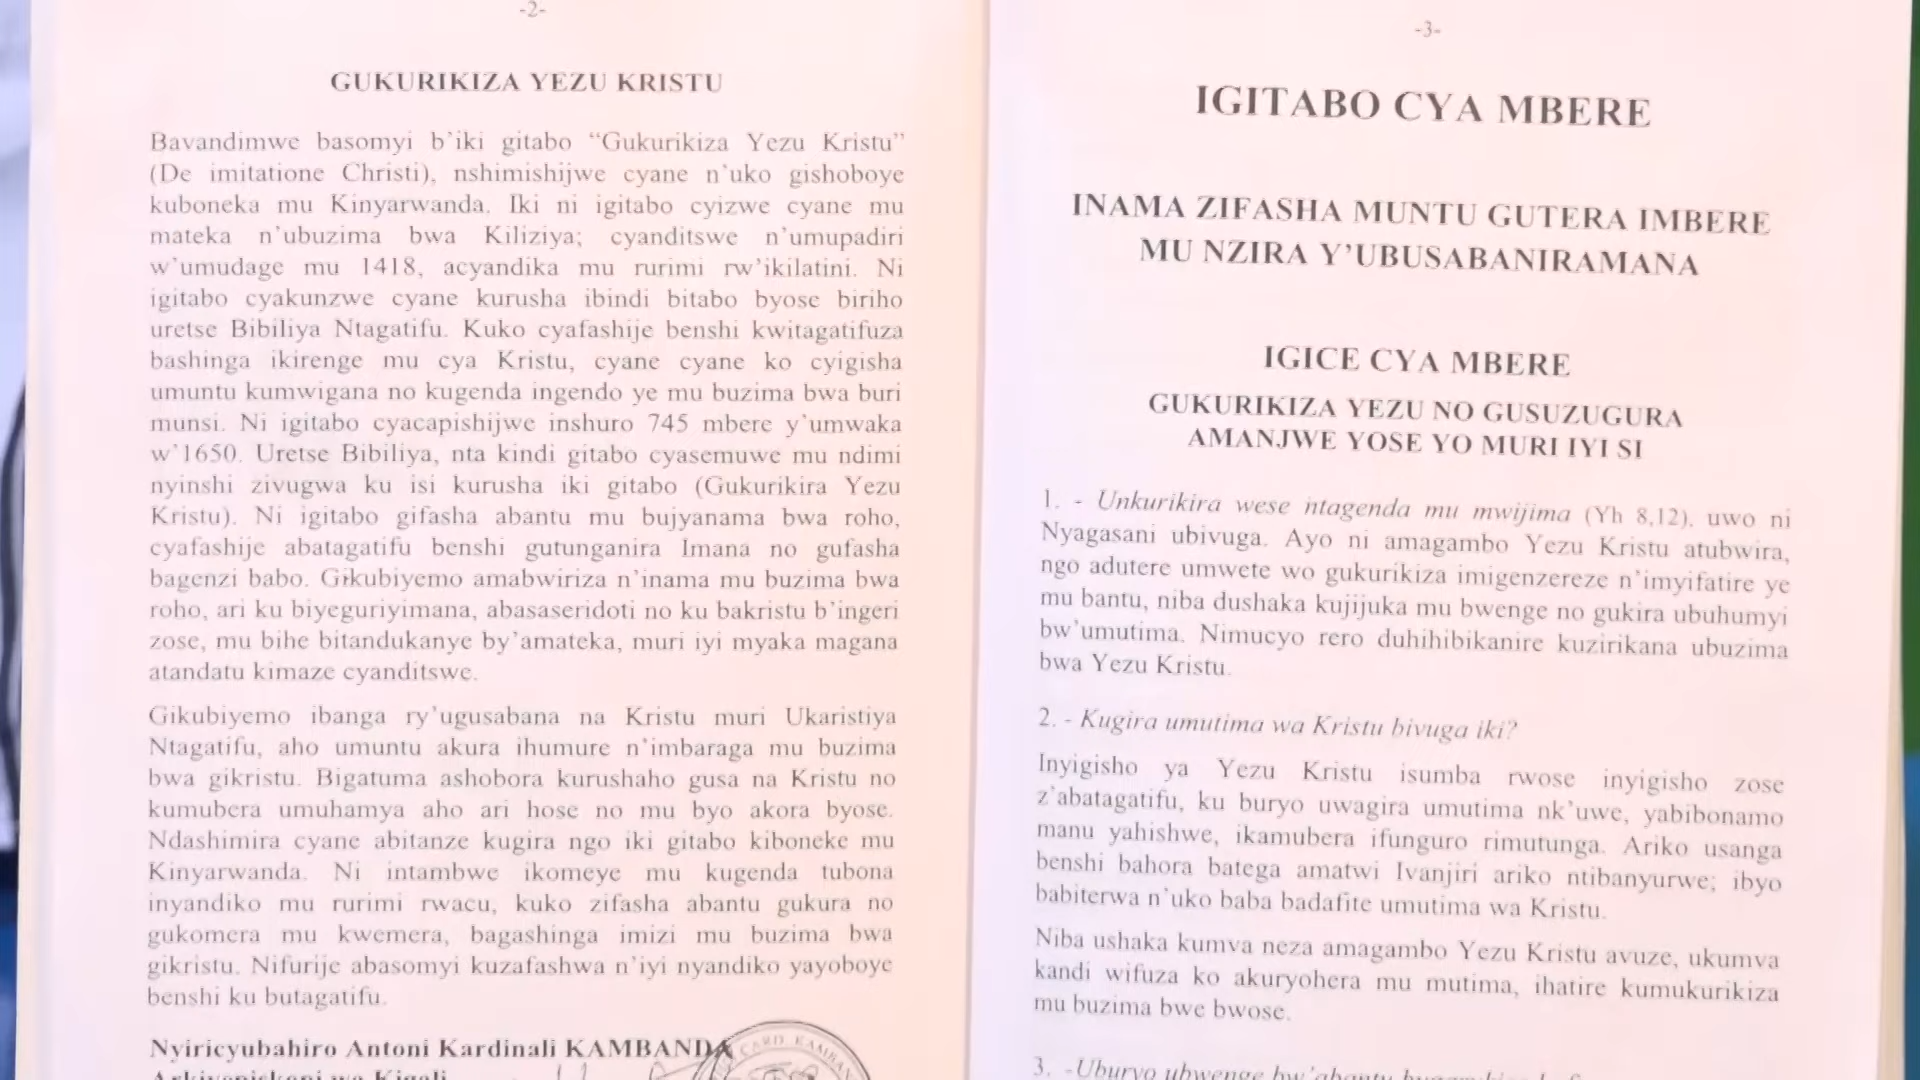 -2-
GUKURIKIZA YEZU KRISTU
Bavandimwe basomyi b’iki gitabo “Gukurikiza Yezu Kristu”
(De imitatione Christi), nshimishijwe cyane n’uko gishoboye
kuboneka mu Kinyarwanda. Iki ni igitabo cyizwe cyane mu
mateka n’ubuzima bwa Kiliziya; cyanditswe n’umupadiri
w’umudage mu 1418, acyandika mu rurimi rw’ikilatini. Ni
igitabo cyakunzwe cyane kurusha ibindi bitabo byose biriho
uretse Bibiliya Ntagatifu. Kuko cyafashije benshi kwitagatifuza
bashinga ikirenge mu cya Kristu, cyane cyane ko cyigisha
umuntu kumwigana no kugenda ingendo ye mu buzima bwa buri
munsi. Ni igitabo cyacapishijwe inshuro 745 mbere y’umwaka
w’1650. Uretse Bibiliya, nta kindi gitabo cyasemuwe mu ndimi
nyinshi zivugwa ku isi kurusha iki gitabo (Gukurikira Yezu
Kristu). Ni igitabo gifasha abantu mu bujyanama bwa roho,
cyafashije abatagatifu benshi gutunganira Imana no gufasha
bagenzi babo. Gikubiyemo amabwiriza n’inama mu buzima bwa
roho, ari ku biyeguriyimana, abasaseridoti no ku bakristu b’ingeri
zose, mu bihe bitandukanye by’amateka, muri iyi myaka magana
atandatu kimaze cyanditswe.
Gikubiyemo ibanga ry’ugusabana na Kristu muri Ukaristiya
Ntagatifu, aho umuntu akura ihumure n’imbaraga mu buzima
bwa gikristu. Bigatuma ashobora kurushaho gusa na Kristu no
kumubera umuhamya aho ari hose no mu byo akora byose.
Ndashimira cyane abitanze kugira ngo iki gitabo kiboneke mu
Kinyarwanda. Ni intambwe ikomeye mu kugenda tubona
inyandiko mu rurimi rwacu, kuko zifasha abantu gukura no
gukomera mu kwemera, bagashinga imizi mu buzima bwa
gikristu. Nifurije abasomyi kuzafashwa n’iyi nyandiko yayoboye
benshi ku butagatifu.
Nyiricyubahiro Antoni Kardinali KAMBANDA
Arkiyepiskopi wa Kigali
CARD KAMBAN
-3-
IGITABO CYA MBERE
INAMA ZIFASHA MUNTU GUTERA IMBERE
MU NZIRA Y’UBUSABANIRAMANA
IGICE CYA MBERE
GUKURIKIZA YEZU NO GUSUZUGURA
AMANJWE YOSE YO MURI IYI SI
1. - Unkurikira wese ntagenda mu mwijima (Yh 8,12), uwo ni
Nyagasani ubivuga. Ayo ni amagambo Yezu Kristu atubwira,
ngo adutere umwete wo gukurikiza imigenzereze n’imyifatire ye
mu bantu, niba dushaka kujijuka mu bwenge no gukira ubuhumyi
bw’umutima. Nimucyo rero duhihibikanire kuzirikana ubuzima
bwa Yezu Kristu.
2. - Kugira umutima wa Kristu bivuga iki?
Inyigisho ya Yezu Kristu isumba rwose inyigisho zose
z’abatagatifu, ku buryo uwagira umutima nk’uwe, yabibonamo
manu yahishwe, ikamubera ifunguro rimutunga. Ariko usanga
benshi bahora batega amatwi Ivanjiri ariko ntibanyurwe; ibyo
babiterwa n’uko baba badafite umutima wa Kristu.
Niba ushaka kumva neza amagambo Yezu Kristu avuze, ukumva
kandi wifuza ko akuryohera mu mutima, ihatire kumukurikiza
mu buzima bwe bwose.
3. -Uburyo ubwenge bw’abantu